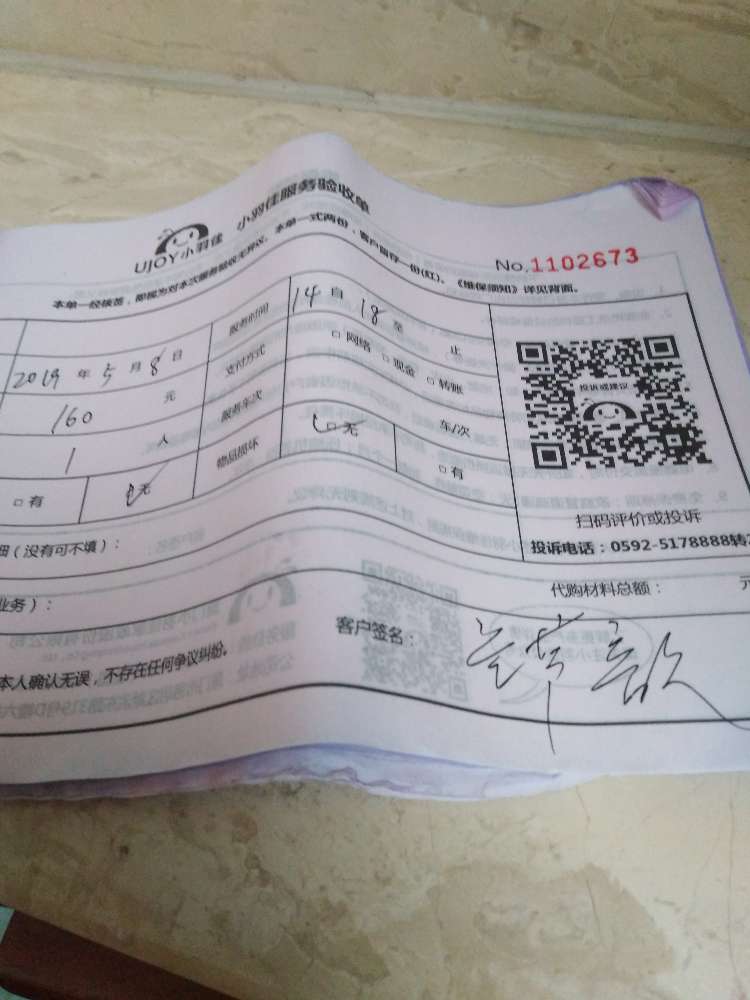 UJOY小羽佳 小羽佳服务验收单
No.1102673
本单一经核签，即视为对本次服务验收无异议。本单一式两份，客户留存一份(红)。《维保细则》详见背面。
服务时间 14 自 18 至 止
2019 年 5 月 8 日 支付方式 □ 网络 □ 现金 □ 转账
160 元 服务车次 车/次
1 人 物品损坏 □ 无 □ 有
□ 有 □ 无
投诉或建议
扫码评价或投诉
投诉电话：0592-5178888转
细（没有可不填）：
代购材料总额： 元
业务）：
客户签名：
本人确认无误，不存在任何争议纠纷。